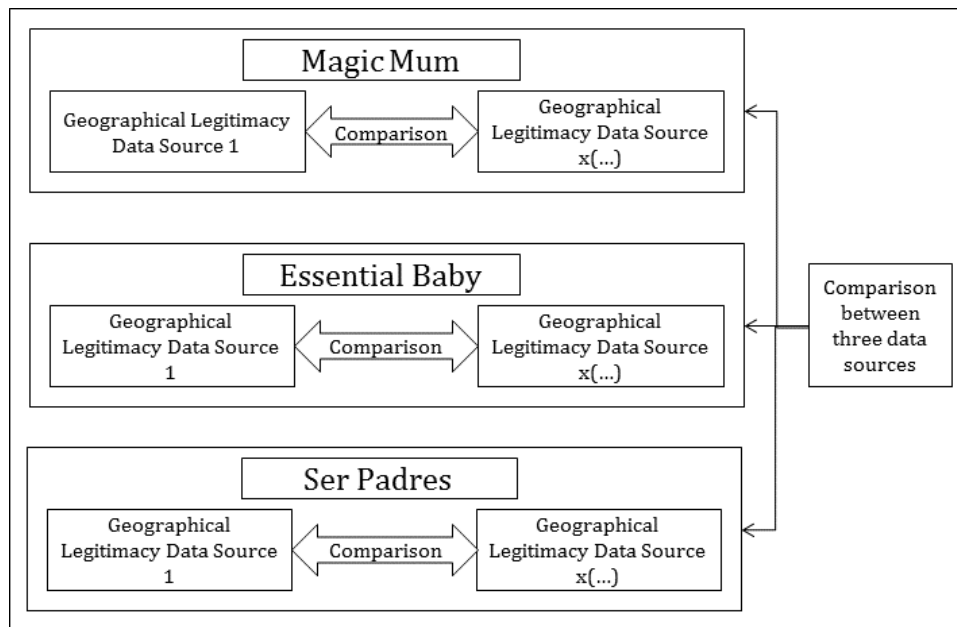 Magic Mum
Geographical Legitimacy
Data Source 1
Comparison
Geographical
Legitimacy Data Source
x(...)
Essential Baby
Geographical
Legitimacy Data Source
1
Comparison
Geographical
Legitimacy Data Source
x(...)
Comparison
between
three data
sources
Ser Padres
Geographical
Legitimacy Data Source
1
Comparison
Geographical
Legitimacy Data Source
x(...)